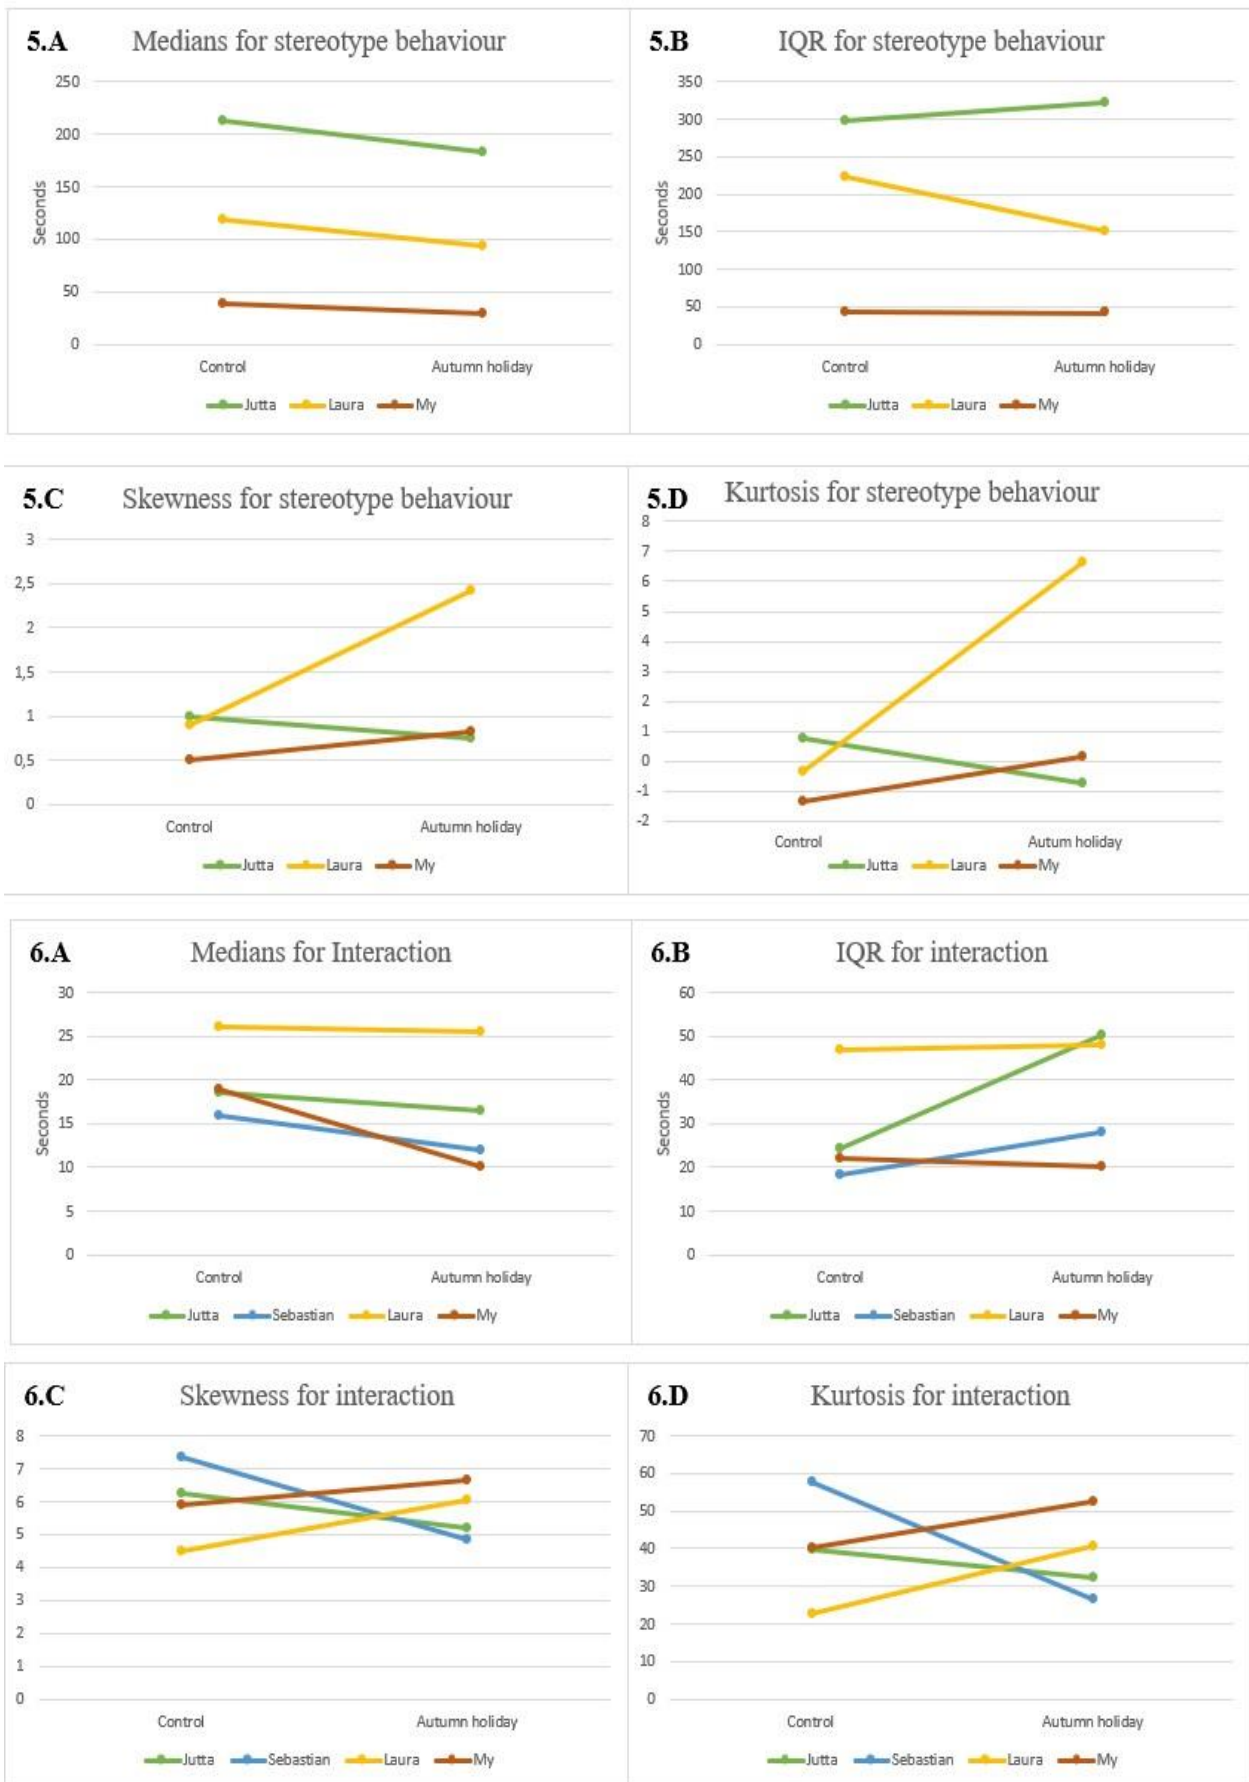 5.A Medians for stereotype behaviour
250
200
150
100
50
0
Seconds
Control Autumn holiday
Jutta Laura My
5.B IQR for stereotype behaviour
350
300
250
200
150
100
50
0
Seconds
Control Autumn holiday
Jutta Laura My
5.C Skewness for stereotype behaviour
3
2,5
2
1,5
1
0,5
0
Control Autumn holiday
Jutta Laura My
5.D Kurtosis for stereotype behaviour
8
7
6
5
4
3
2
1
0
-1
-2
Control Autum holiday
Jutta Laura My
6.A Medians for Interaction
30
25
20
15
10
5
0
Seconds
Control Autumn holiday
Jutta Sebastian Laura My
6.B IQR for interaction
60
50
40
30
20
10
0
Seconds
Control Autumn holiday
Jutta Sebastian Laura My
6.C Skewness for interaction
8
7
6
5
4
3
2
1
0
Control Autumn holiday
Jutta Sebastian Laura My
6.D Kurtosis for interaction
70
60
50
40
30
20
10
0
Control Autumn holiday
Jutta Sebastian Laura My